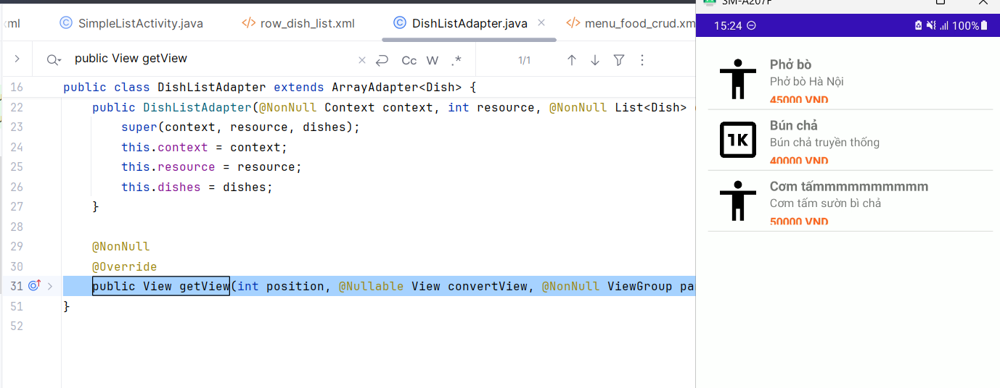 xml
SimpleListActivity.java
row_dish_list.xml
DishListAdapter.java
menu_food_crud.xm
public View getView
Cc
W
.*
1/1
16 public class DishListAdapter extends ArrayAdapter<Dish> {
22 public DishListAdapter(@NonNull Context context, int resource, @NonNull List<Dish>
23 super(context, resource, dishes);
24 this.context = context;
25 this.resource = resource;
26 this.dishes = dishes;
27 }
28
29 @NonNull
30 @Override
31 public View getView(int position, @Nullable View convertView, @NonNull ViewGroup pa
51 }
52
SM-A207F
15:24
100%
Phở bò
Phở bò Hà Nội
45000 VND
1K
Bún chả
Bún chả truyền thống
40000 VND
Cơm tấmmmmmmmmmmm
Cơm tấm sườn bì chả
50000 VND